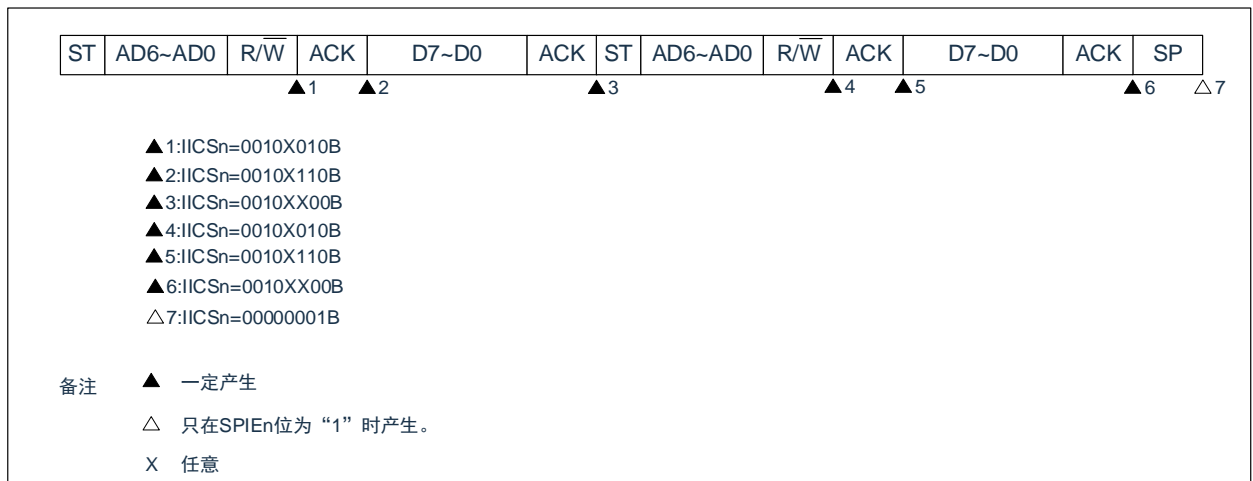 ST AD6~AD0 R/W ACK D7~D0 ACK ST AD6~AD0 R/W ACK D7~D0 ACK SP
▲1 ▲2 ▲3 ▲4 ▲5 ▲6 △7
▲1:IICSn=0010X010B
▲2:IICSn=0010X110B
▲3:IICSn=0010XX00B
▲4:IICSn=0010X010B
▲5:IICSn=0010X110B
▲6:IICSn=0010XX00B
△7:IICSn=00000001B
备注 ▲ 一定产生
△ 只在SPIEn位为“1”时产生。
X 任意